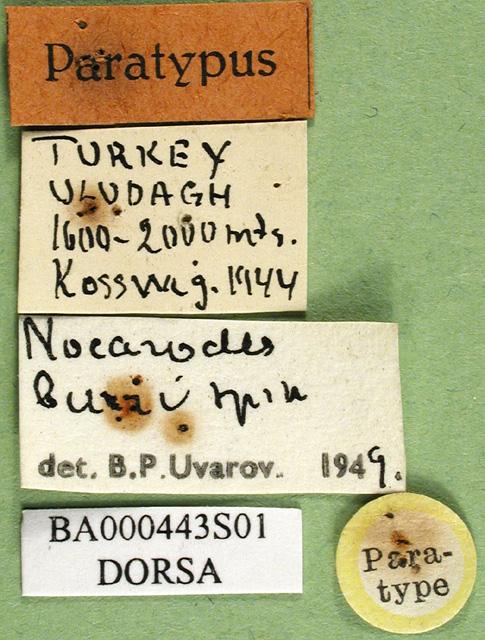 Paratypus
TURKEY
ULUDAGH
1600-2000 mts.
Kosswig. 1944
Nocarodes
det. B.P.Uvarov. 1949.
BA000443S01
DORSA
Para-
type